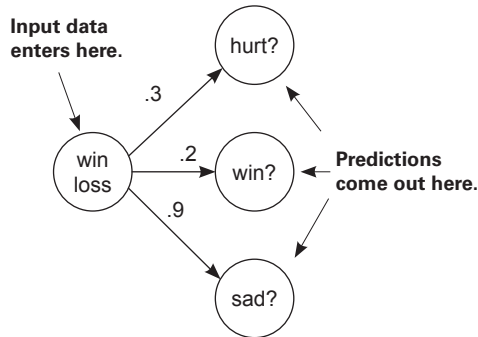 Input data
enters here.
hurt?
.3
win
loss
.2
win?
Predictions
come out here.
.9
sad?